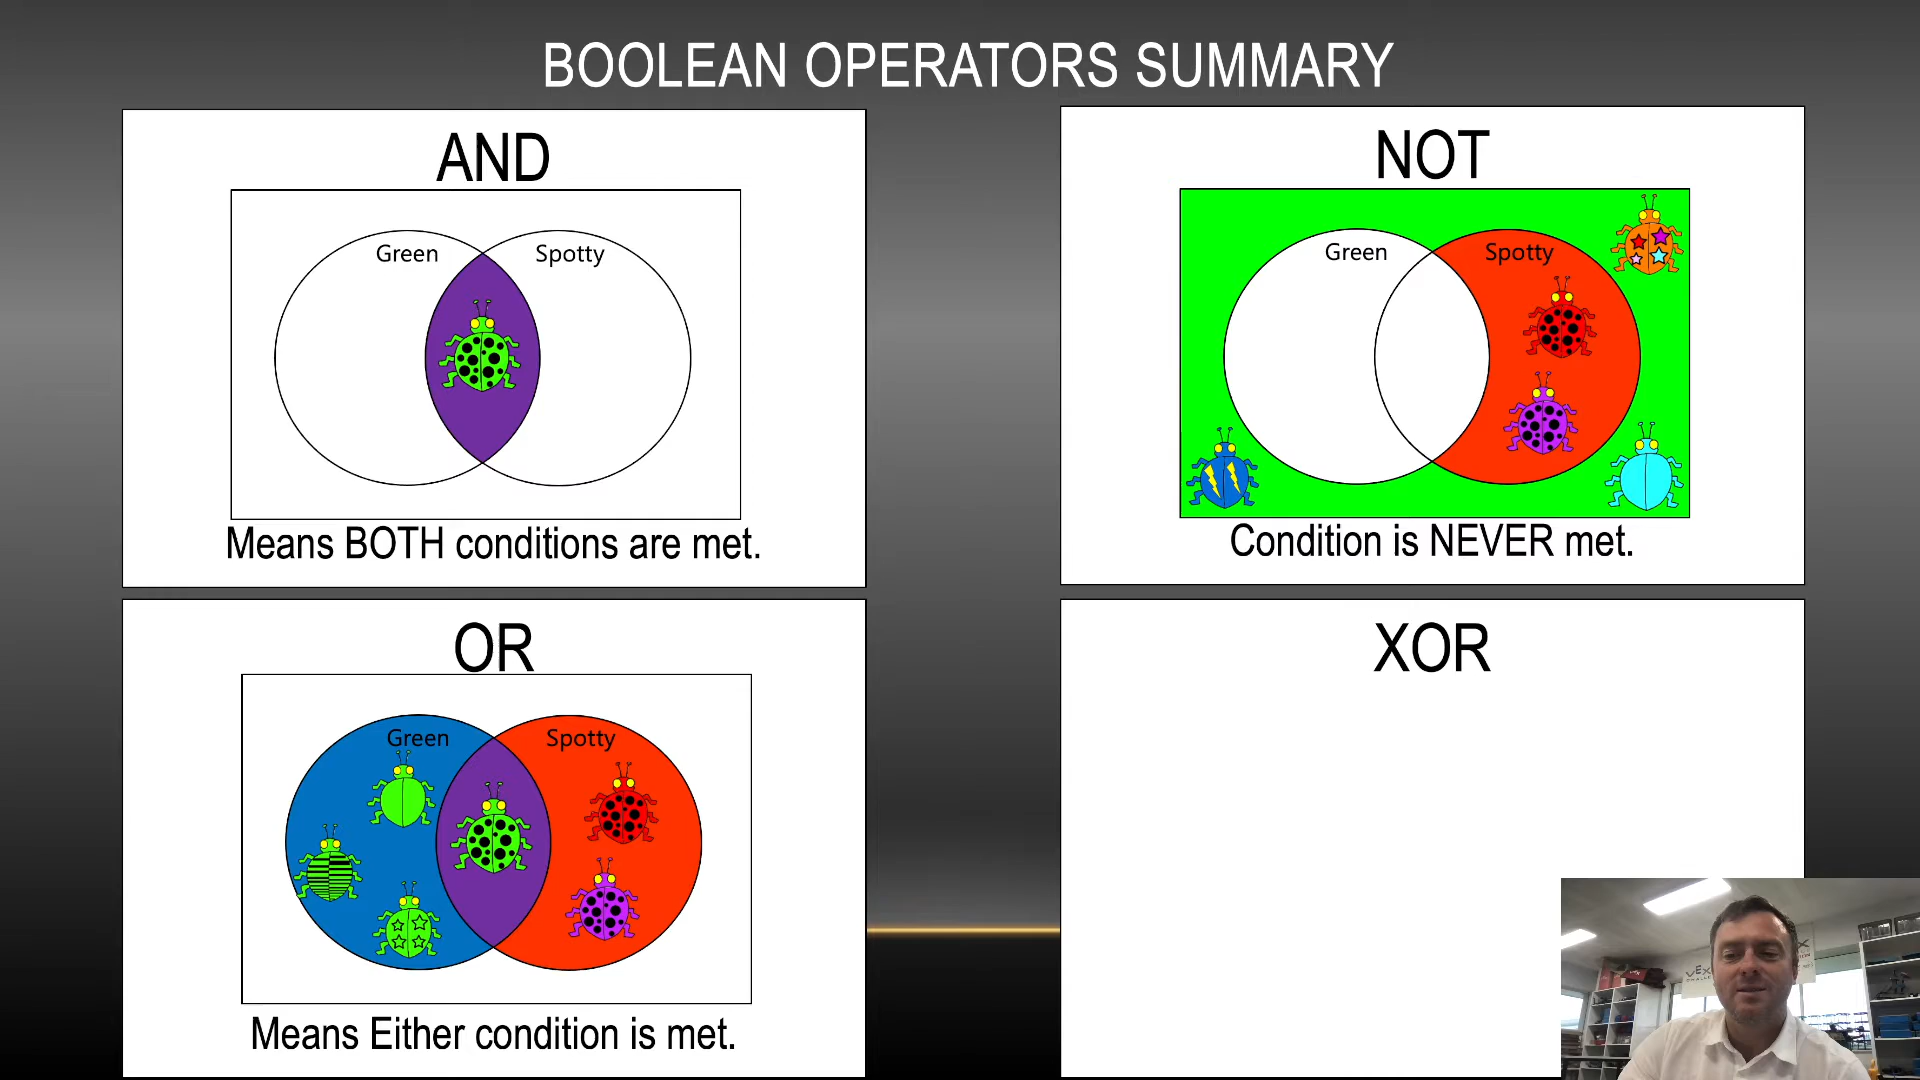 BOOLEAN OPERATORS SUMMARY
AND
Green
Spotty
Means BOTH conditions are met.
NOT
Green
Spotty
Condition is NEVER met.
OR
Green
Spotty
Means Either condition is met.
XOR